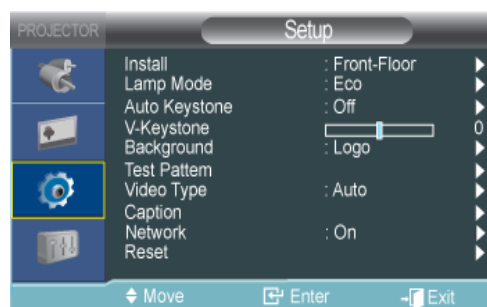 PROJECTOR
Setup
Install : Front-Floor
Lamp Mode : Eco
Auto Keystone : Off
V-Keystone 0
Background : Logo
Test Pattem
Video Type : Auto
Caption
Network : On
Reset
Move Enter Exit